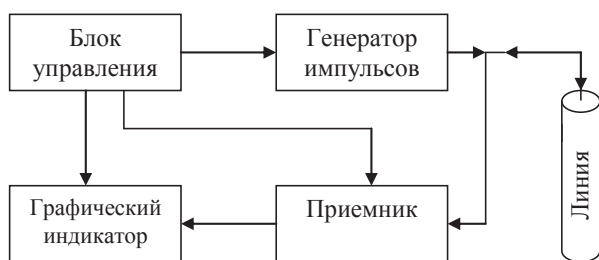 Блок
управления
Генератор
импульсов
Графический
индикатор
Приемник
Линия